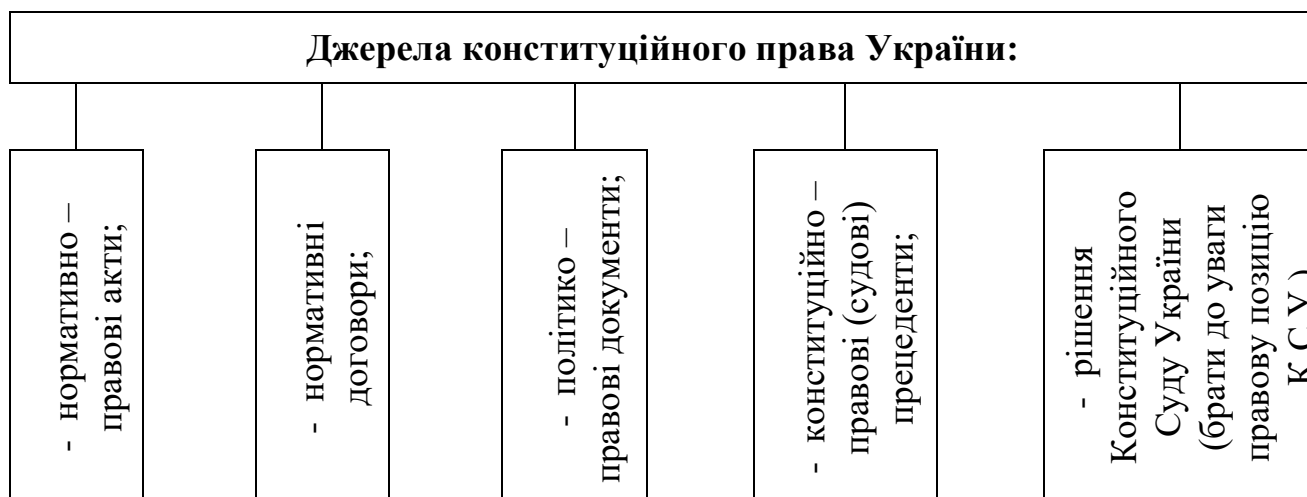 Джерела конституційного права України:
- нормативно –
правові акти;
- нормативні
договори;
- політико –
правові документи;
- конституційно –
правові (судові)
прецеденти;
- рішення
Конституційного
Суду України
(брати до уваги
правову позицію